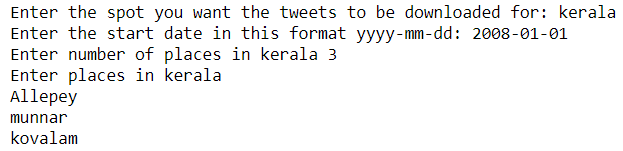 Enter the spot you want the tweets to be downloaded for: kerala
Enter the start date in this format yyyy-mm-dd: 2008-01-01
Enter number of places in kerala 3
Enter places in kerala
Allepey
munnar
kovalam